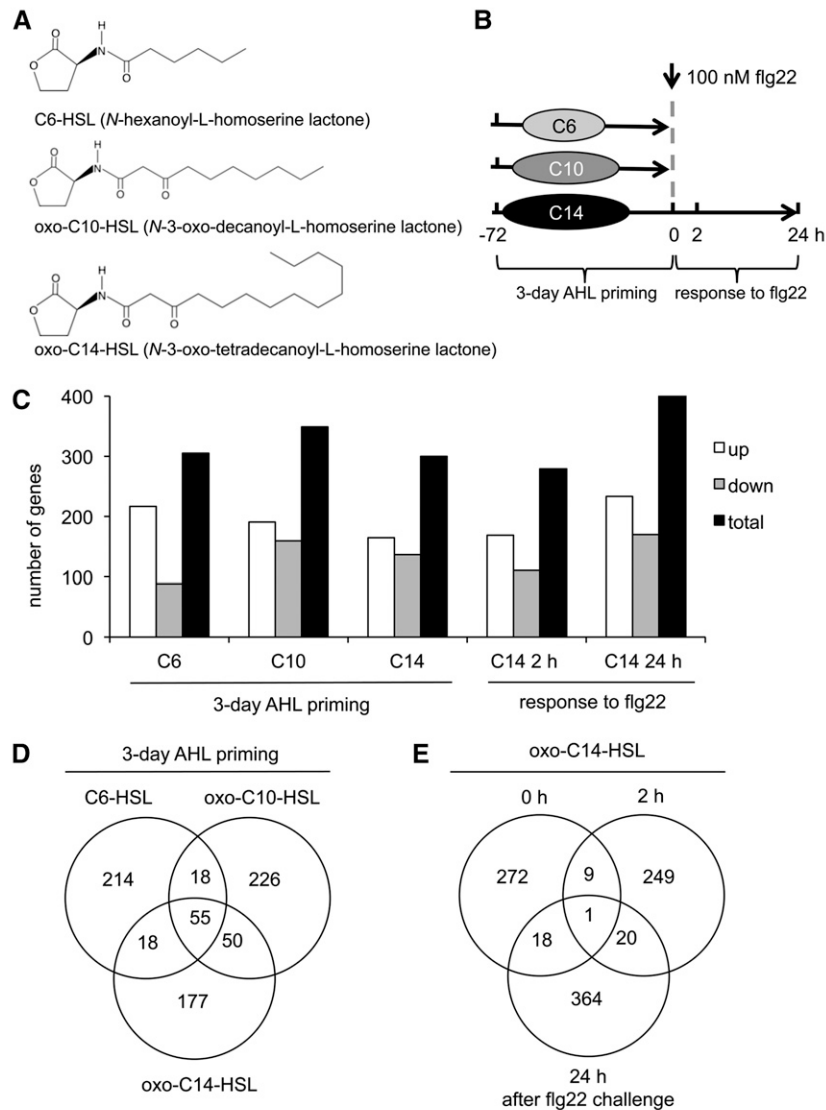 A
H
O
N
O
O
C6-HSL (N-hexanoyl-L-homoserine lactone)
H
O
N
O
O
O
oxo-C10-HSL (N-3-oxo-decanoyl-L-homoserine lactone)
H
O
N
O
O
O
oxo-C14-HSL (N-3-oxo-tetradecanoyl-L-homoserine lactone)
B
100 nM flg22
C6
C10
C14
-72 0 2 24 h
3-day AHL priming response to flg22
C
400
300
200
100
0
number of genes
up
down
total
C6 C10 C14 C14 2 h C14 24 h
3-day AHL priming response to flg22
D
3-day AHL priming
C6-HSL oxo-C10-HSL
214 18 226
55
18 50
177
oxo-C14-HSL
E
oxo-C14-HSL
0 h 2 h
272 9 249
1
18 20
364
24 h
after flg22 challenge